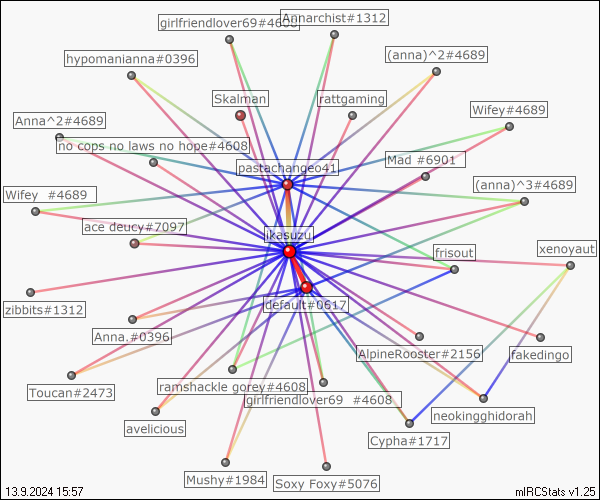 girlfriendlover69#4608
Annarchist#1312
hypomanianna#0396
(anna)^2#4689
Skalman
rattgaming
Anna^2#4689
Wifey#4689
no cops no laws no hope#4608
pastachangeo41
Mad #6901
Wifey #4689
(anna)^3#4689
ace deucy#7097
ikasuzu
frisout
xenoyaut
zibbits#1312
default#0617
Anna.#0396
AlpineRooster#2156
fakedingo
Toucan#2473
ramshackle gorey#4608
girlfriendlover69 #4608
neokingghidorah
avelicious
Cypha#1717
Mushy#1984
Soxy Foxy#5076
13.9.2024 15:57
mIRCStats v1.25